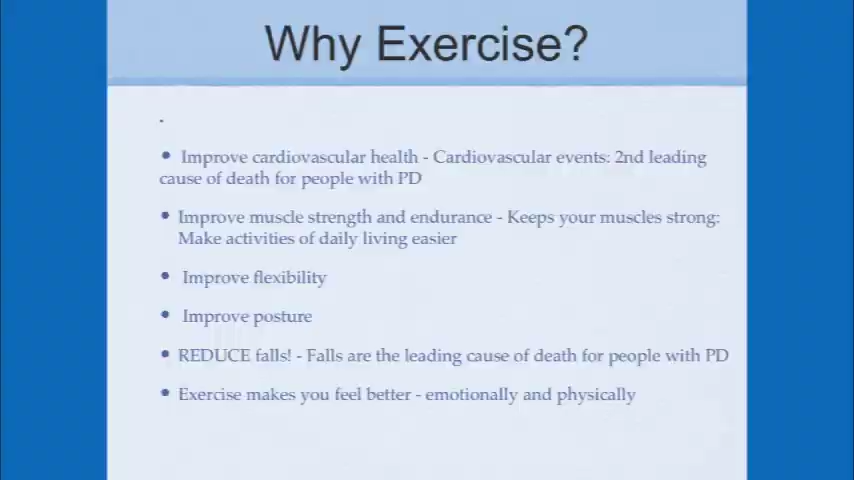 Why Exercise?
.
• Improve cardiovascular health - Cardiovascular events: 2nd leading
cause of death for people with PD
• Improve muscle strength and endurance - Keeps your muscles strong:
Make activities of daily living easier
• Improve flexibility
• Improve posture
• REDUCE falls! - Falls are the leading cause of death for people with PD
• Exercise makes you feel better - emotionally and physically